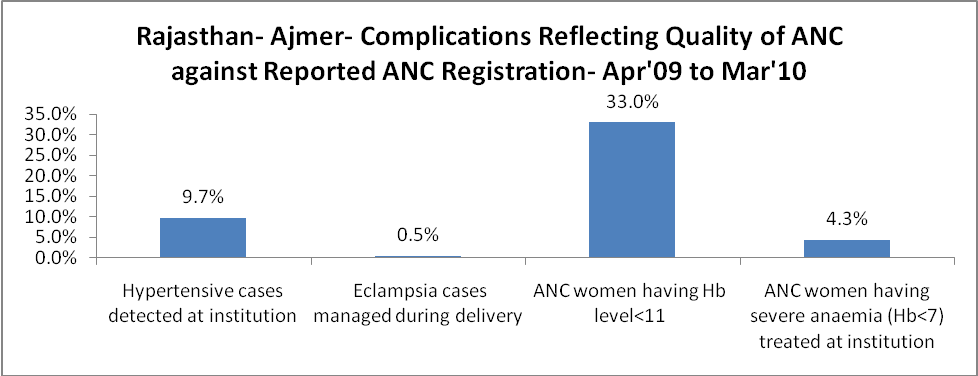 Rajasthan- Ajmer- Complications Reflecting Quality of ANC
against Reported ANC Registration- Apr'09 to Mar'10
35.0%
30.0%
25.0%
20.0%
15.0%
10.0%
5.0%
0.0%
9.7%
0.5%
33.0%
4.3%
Hypertensive cases
detected at institution
Eclampsia cases
managed during delivery
ANC women having Hb
level<11
ANC women having
severe anaemia (Hb<7)
treated at institution